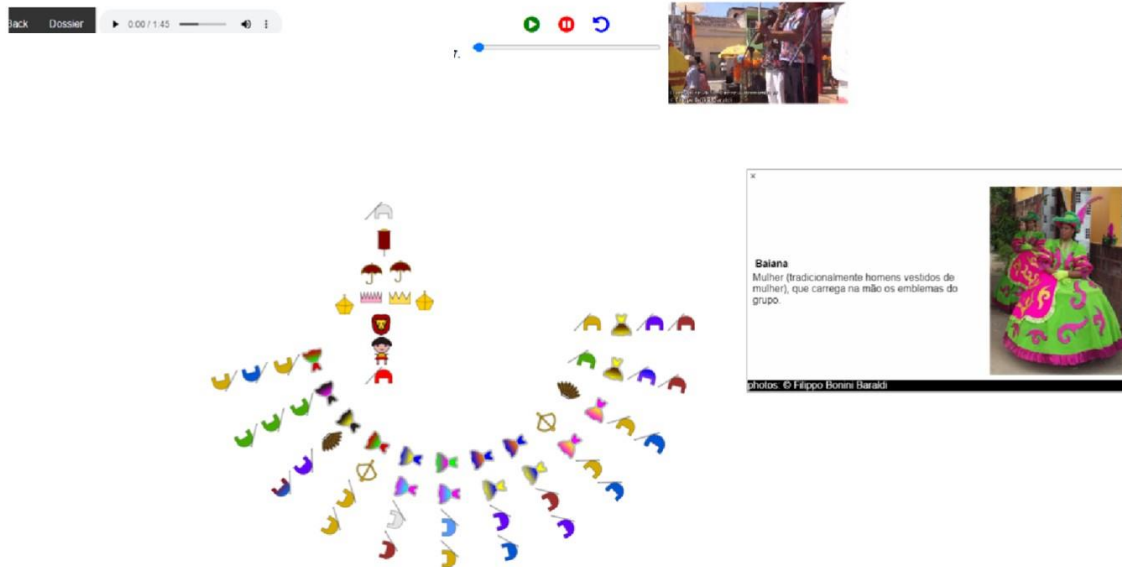 Back Dossier
0:00 / 1:45
Baiana
Mulher (tradicionalmente homens vestidos de
mulher), que carrega na mão os emblemas do
grupo.
photos: © Filippo Bonini Baraldi